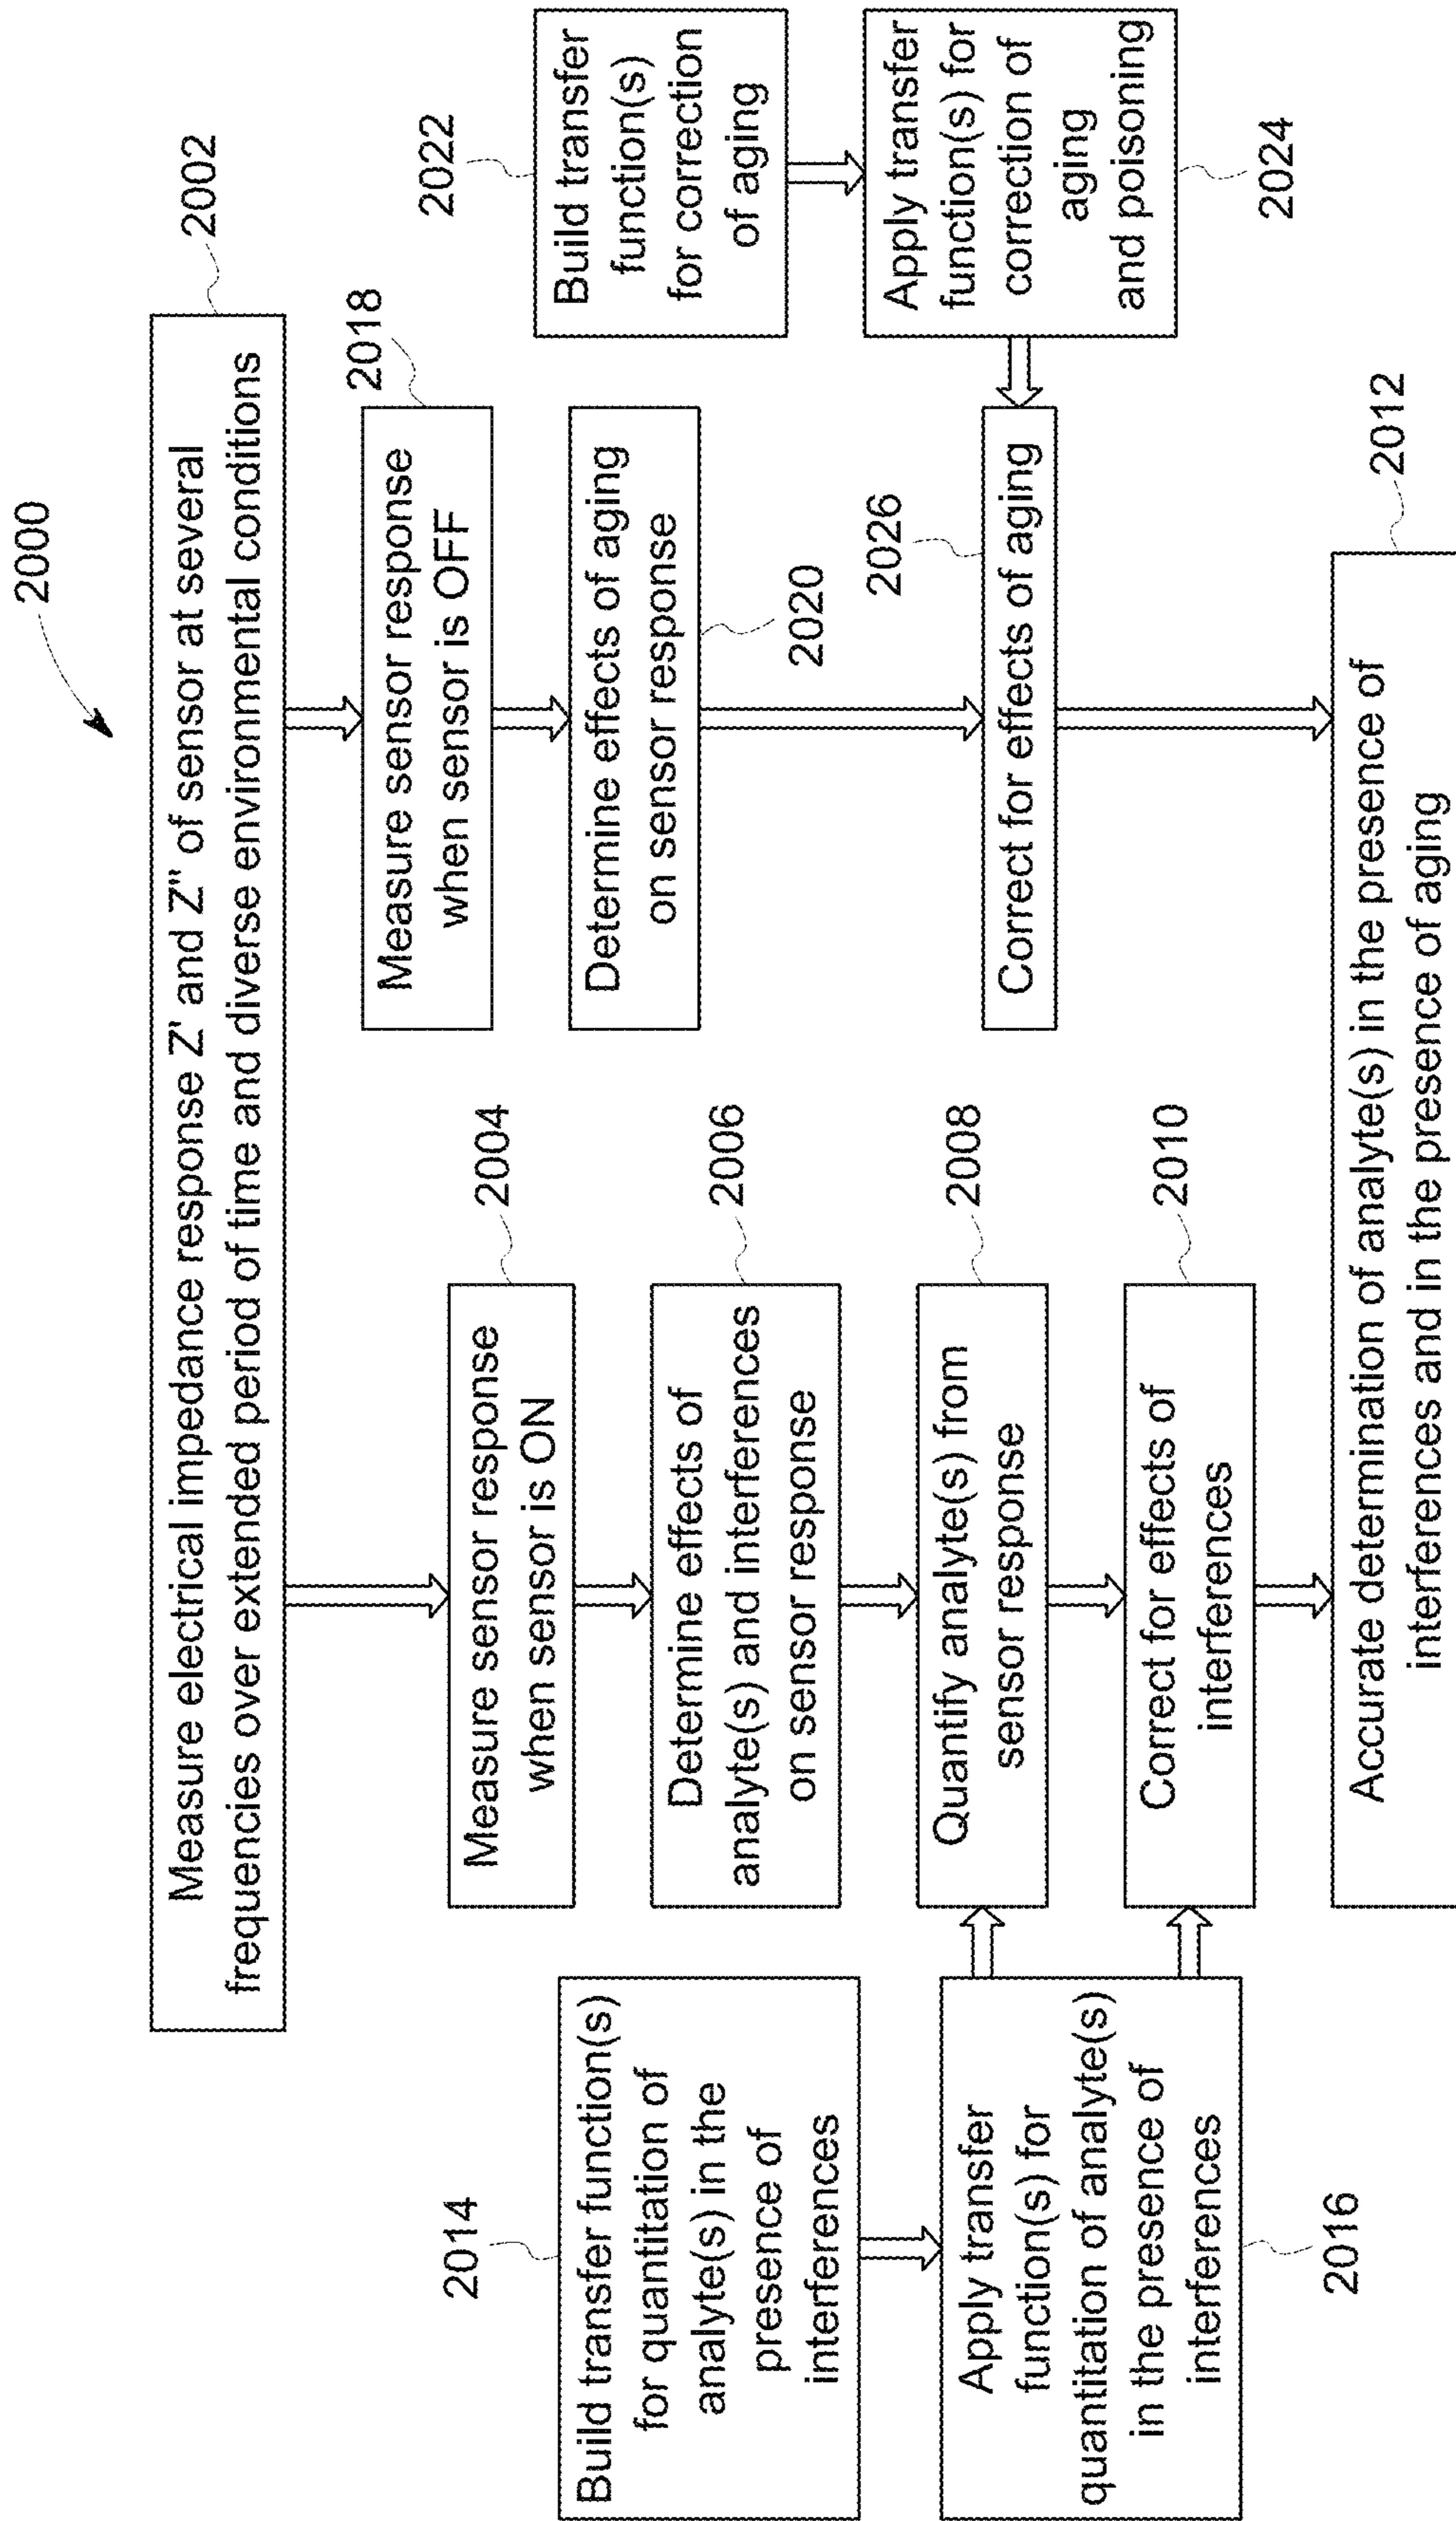 2000
Measure electrical impedance response Z' and Z" of sensor at several
frequencies over extended period of time and diverse environmental conditions
2002
Measure sensor response
when sensor is ON
2004
Determine effects of
analyte(s) and interferences
on sensor response
2006
Quantify analyte(s) from
sensor response
2008
Correct for effects of
interferences
2010
2014
Build transfer function(s)
for quantitation of
analyte(s) in the
presence of
interferences
Apply transfer
function(s) for
quantitation of analyte(s)
in the presence of
interferences
2016
2018
Measure sensor response
when sensor is OFF
Determine effects of aging
on sensor response
2020
2026
Correct for effects of aging
2022
Build transfer
function(s)
for correction
of aging
Apply transfer
function(s) for
correction of
aging
and poisoning
2024
2012
Accurate determination of analyte(s) in the presence of
interferences and in the presence of aging